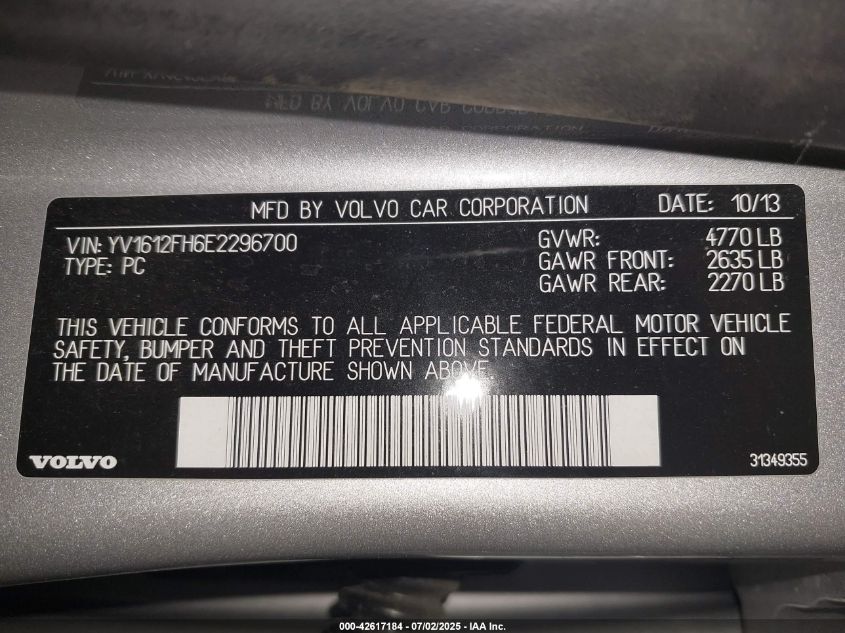 MFD BY VOLVO CAR CORPORATION DATE: 10/13
VIN: YV1612FH6E2296700 GVWR: 4770 LB
TYPE: PC GAWR FRONT: 2635 LB
GAWR REAR: 2270 LB
THIS VEHICLE CONFORMS TO ALL APPLICABLE FEDERAL MOTOR VEHICLE
SAFETY, BUMPER AND THEFT PREVENTION STANDARDS IN EFFECT ON
THE DATE OF MANUFACTURE SHOWN ABOVE
VOLVO 31349355
000-42617184 - 07/02/2025 - IAA Inc.